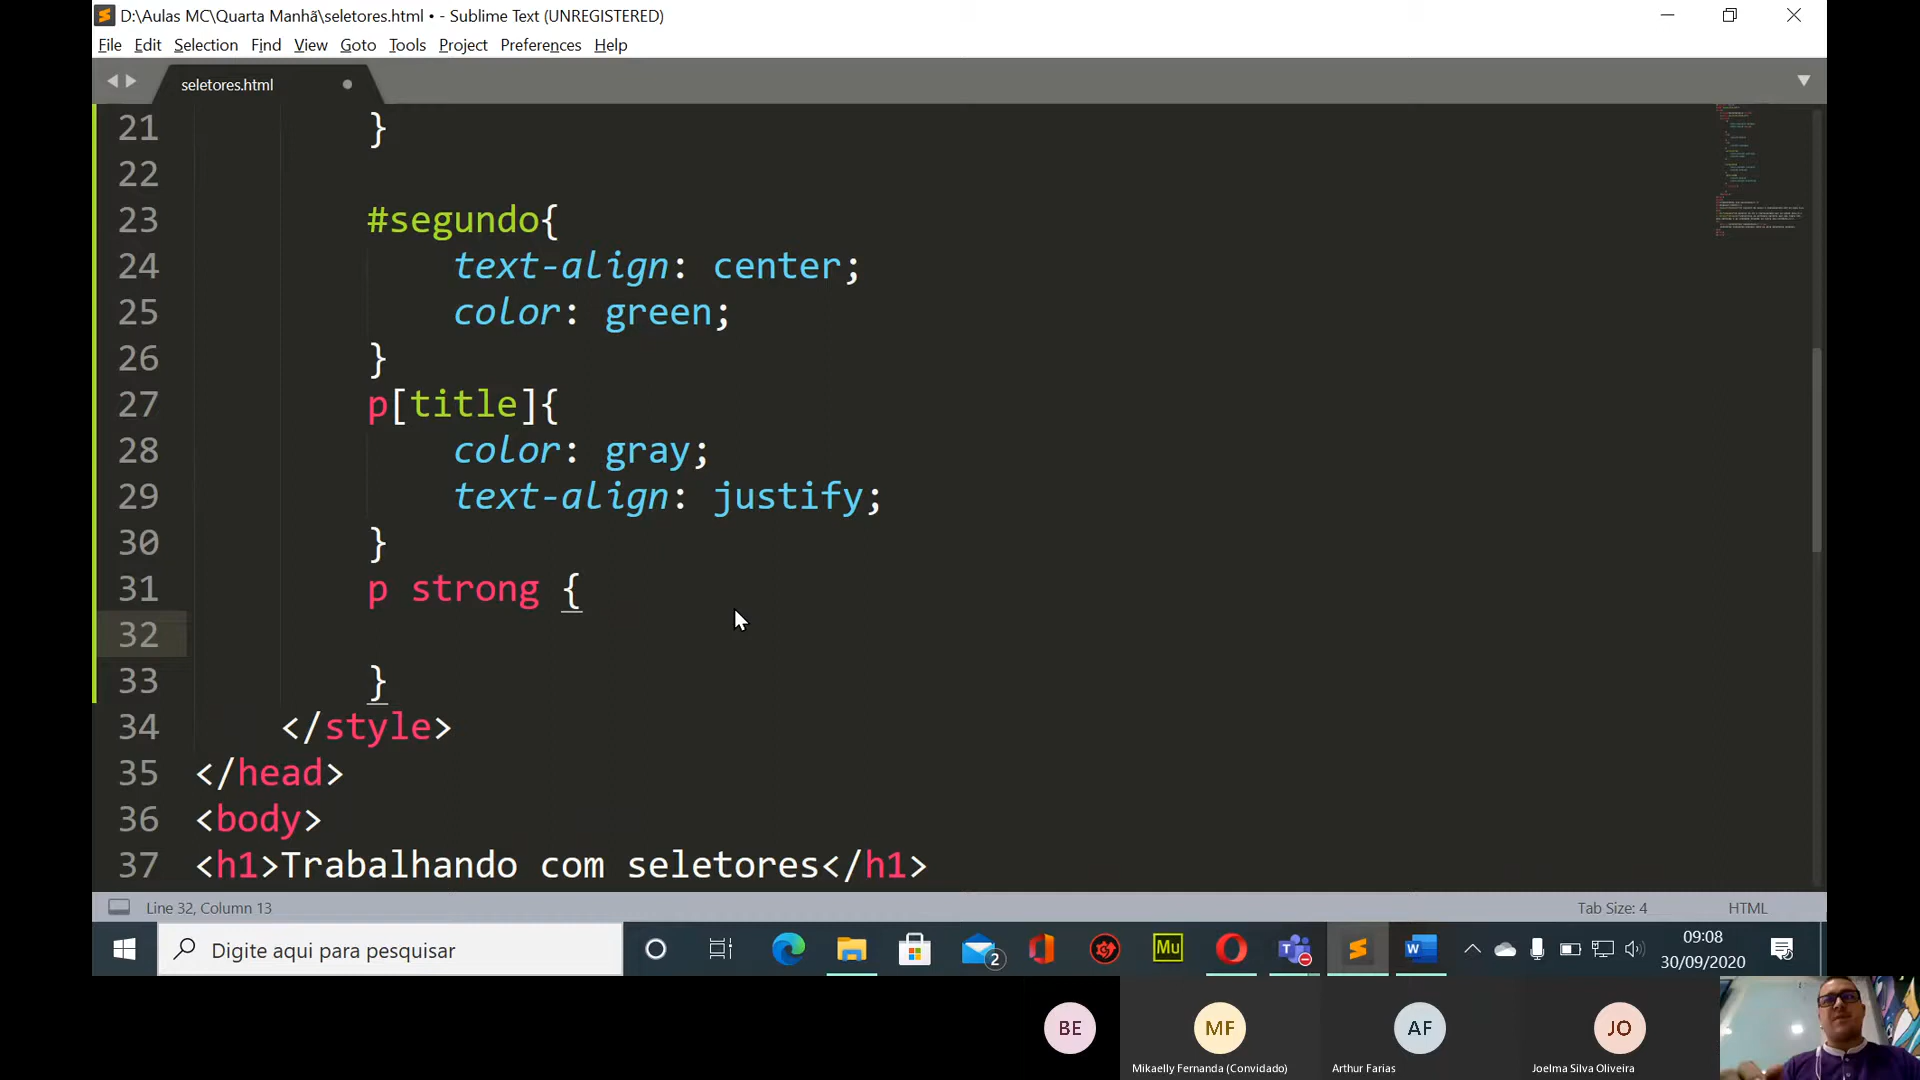 D:\Aulas MC\Quarta Manhã\seletores.html • - Sublime Text (UNREGISTERED)
File Edit Selection Find View Goto Tools Project Preferences Help
seletores.html
21 }
22
23 #segundo{
24 text-align: center;
25 color: green;
26 }
27 p[title]{
28 color: gray;
29 text-align: justify;
30 }
31 p strong {
32
33 }
34 </style>
35 </head>
36 <body>
37 <h1>Trabalhando com seletores</h1>
Line 32, Column 13 Tab Size: 4 HTML
Digite aqui para pesquisar
2
Mu
W
09:08
30/09/2020
BE
MF
AF
JO
Mikaelly Fernanda (Convidado)
Arthur Farias
Joelma Silva Oliveira